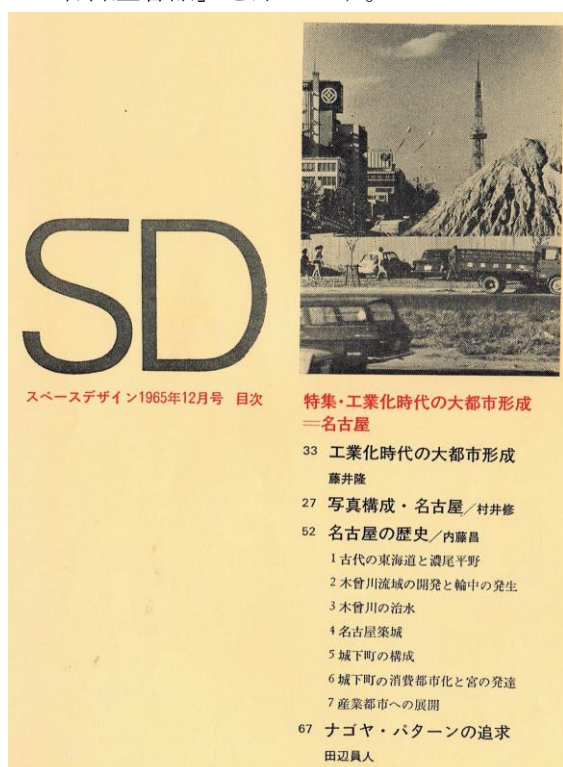 SD
スペースデザイン1965年12月号 目次
特集・工業化時代の大都市形成
＝名古屋
33 工業化時代の大都市形成
藤井隆
27 写真構成・名古屋／村井修
52 名古屋の歴史／内藤昌
1 古代の東海道と濃尾平野
2 木曾川流域の開発と輪中の発生
3 木曾川の治水
4 名古屋築城
5 城下町の構成
6 城下町の消費都市化と宮の発達
7 産業都市への展開
67 ナゴヤ・パターンの追求
田辺員人